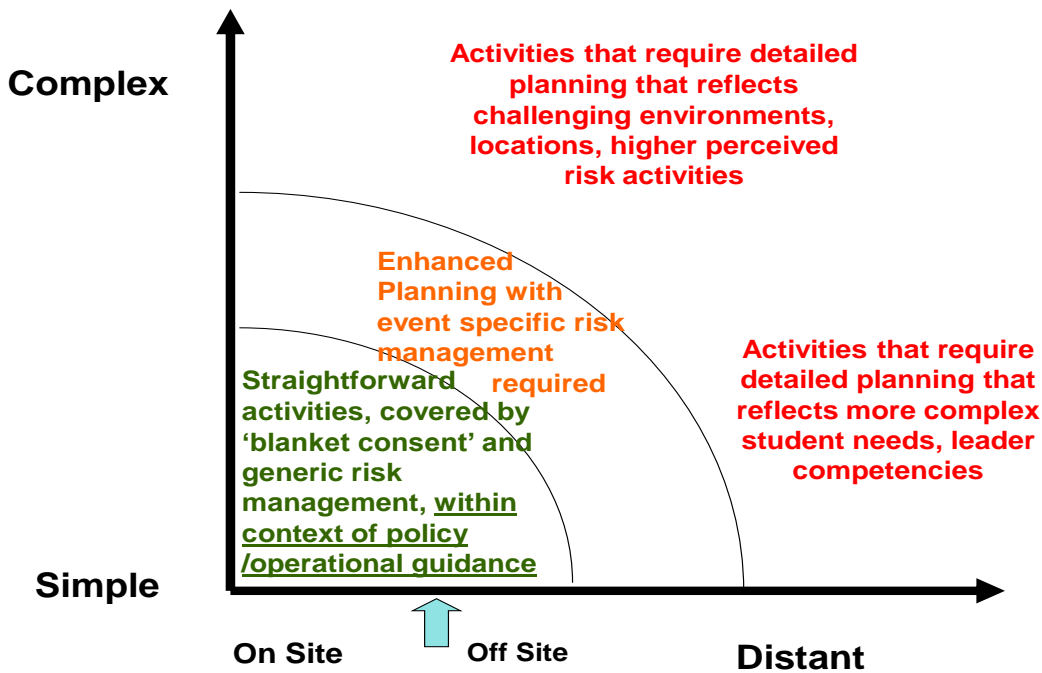 Complex
Activities that require detailed
planning that reflects
challenging environments,
locations, higher perceived
risk activities
Enhanced
Planning with
event specific risk
management
required
Activities that require
detailed planning that
reflects more complex
student needs, leader
competencies
Straightforward
activities, covered by
‘blanket consent’ and
generic risk
management, within
context of policy
/operational guidance
Simple
On Site
Off Site
Distant